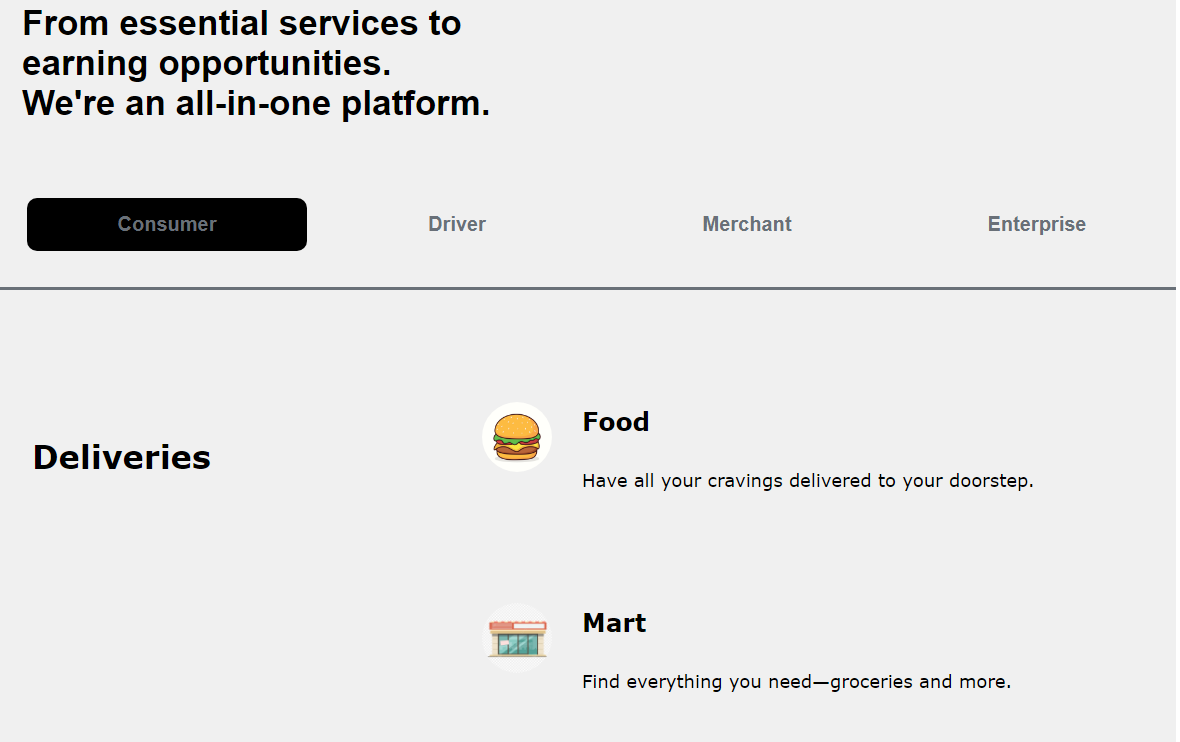 From essential services to
earning opportunities.
We're an all-in-one platform.
Consumer
Driver
Merchant
Enterprise
Deliveries
Food
Have all your cravings delivered to your doorstep.
Mart
Find everything you need—groceries and more.